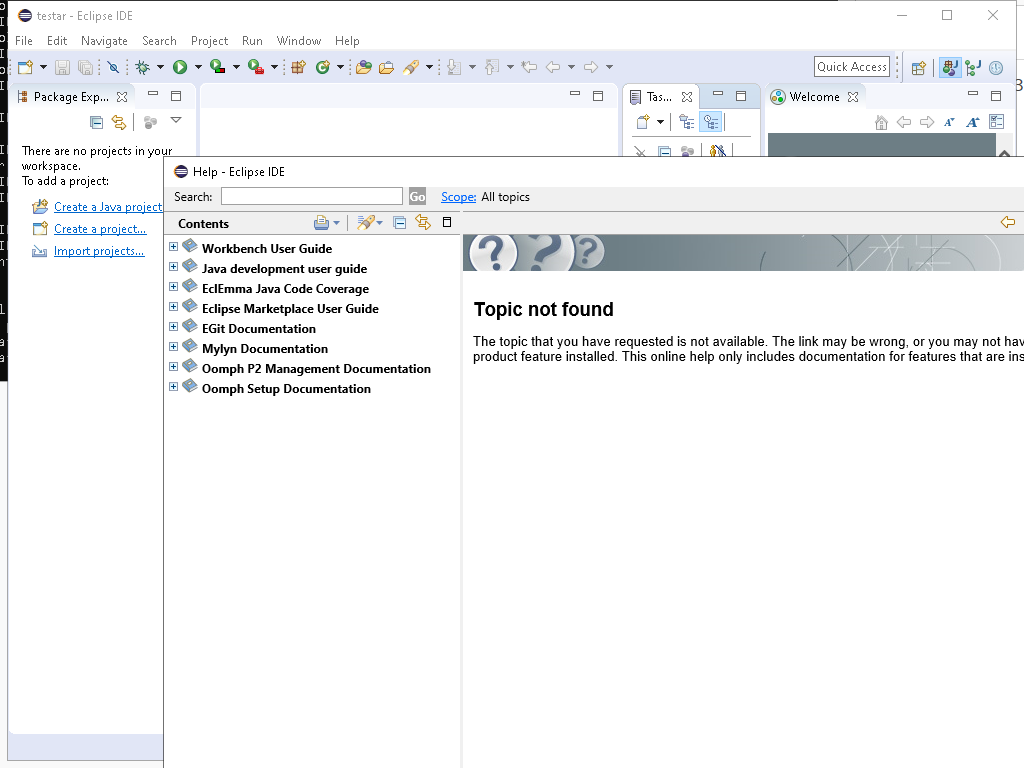 testar - Eclipse IDE
File Edit Navigate Search Project Run Window Help
Quick Access
Package Exp...
Tas...
Welcome
There are no projects in your
workspace.
To add a project:
Create a Java project
Create a project...
Import projects...
Help - Eclipse IDE
Search:
Go
Scope: All topics
Contents
Workbench User Guide
Java development user guide
EclEmma Java Code Coverage
Eclipse Marketplace User Guide
EGit Documentation
Mylyn Documentation
Oomph P2 Management Documentation
Oomph Setup Documentation
Topic not found
The topic that you have requested is not available. The link may be wrong, or you may not hav
product feature installed. This online help only includes documentation for features that are ins